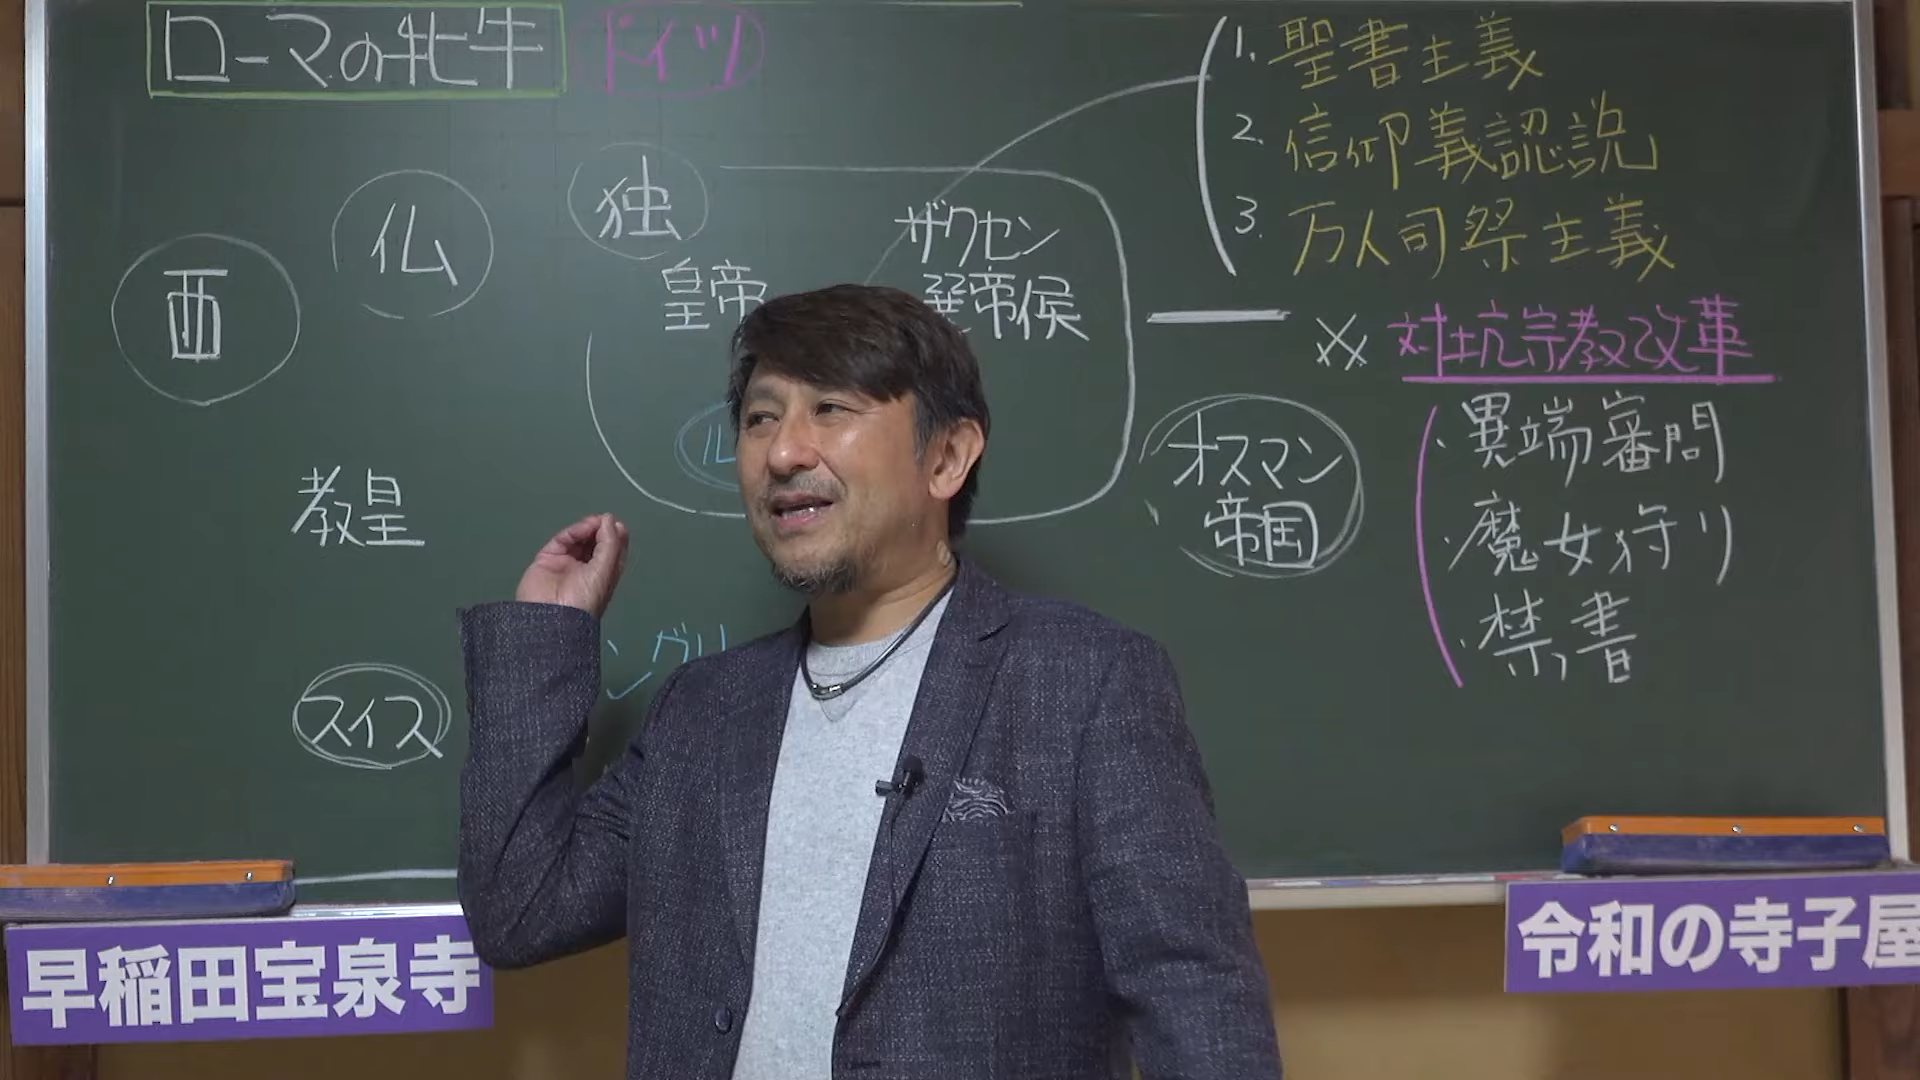 ローマの牝牛
ドイツ
1. 聖書主義
2. 信仰義認説
3. 万人司祭主義
西
仏
独
皇帝
ザクセン
選帝侯
※ 対抗宗教改革
・異端審問
・魔女狩り
・禁書
オスマン
帝国
教皇
ル
ングリ
スイス
早稲田宝泉寺
令和の寺子屋